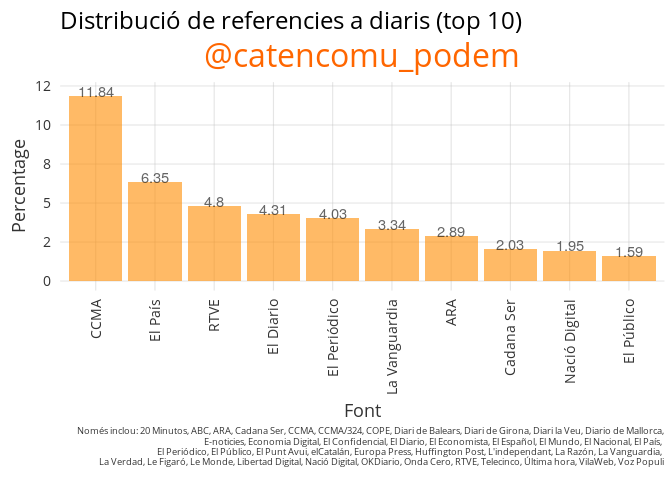 Distribució de referencies a diaris (top 10)
@catencomu_podem
Percentage
12
10
8
5
2
0
11.84
6.35
4.8
4.31
4.03
3.34
2.89
2.03
1.95
1.59
CCMA
El País
RTVE
El Diario
El Periódico
La Vanguardia
ARA
Cadana Ser
Nació Digital
El Público
Font
Només inclou: 20 Minutos, ABC, ARA, Cadana Ser, CCMA, CCMA/324, COPE, Diari de Balears, Diari de Girona, Diari la Veu, Diario de Mallorca,
E-noticies, Economia Digital, El Confidencial, El Diario, El Economista, El Español, El Mundo, El Nacional, El País,
El Periódico, El Público, El Punt Avui, elCatalán, Europa Press, Huffington Post, L'independant, La Razón, La Vanguardia,
La Verdad, Le Figaró, Le Monde, Libertad Digital, Nació Digital, OKDiario, Onda Cero, RTVE, Telecinco, Última hora, VilaWeb, Voz Populi